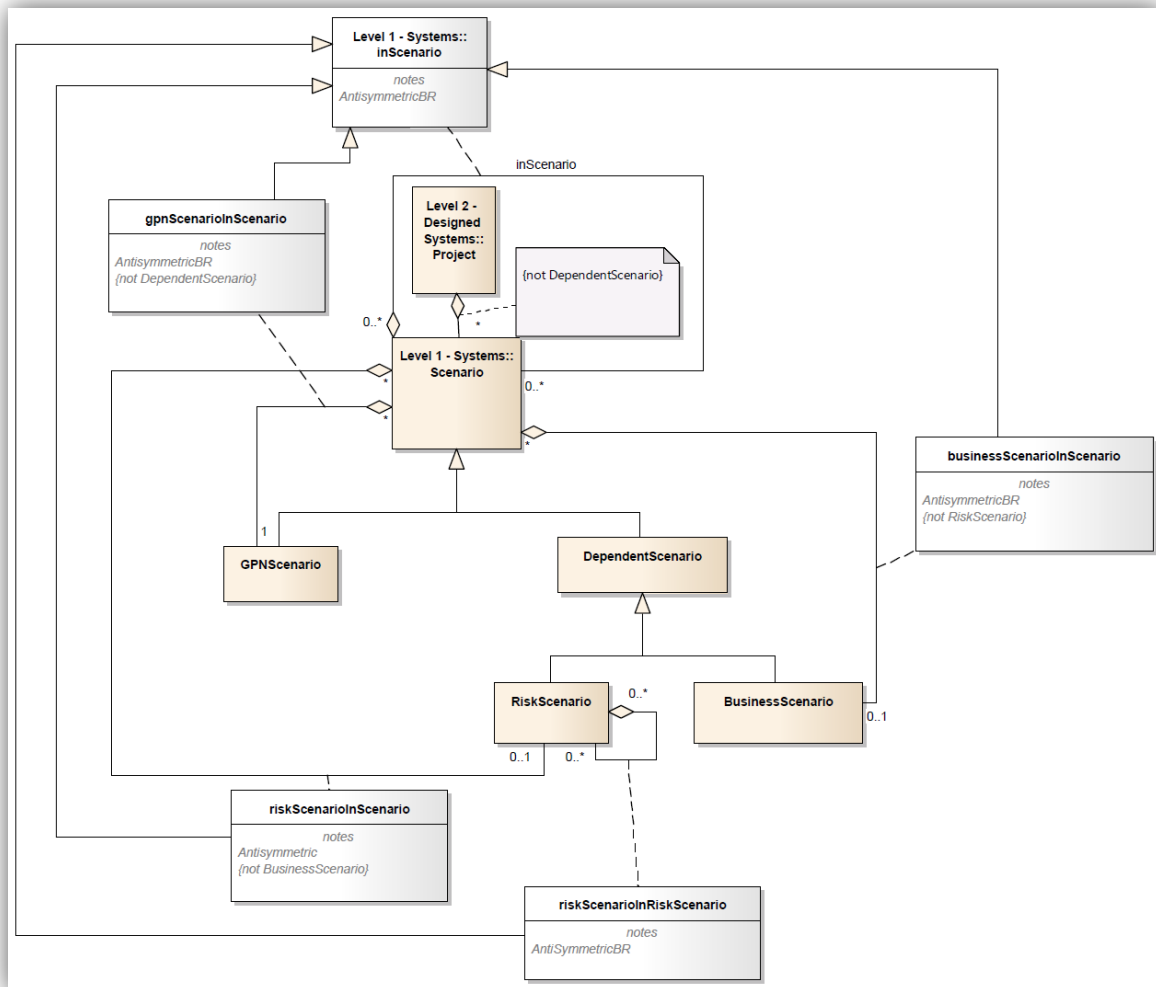 Level 1 - Systems::
inScenario
notes
AntisymmetricBR
inScenario
gpnScenarioInScenario
notes
AntisymmetricBR
{not DependentScenario}
Level 2 -
Designed
Systems::
Project
{not DependentScenario}
0..*
*
Level 1 - Systems::
Scenario
*
0..*
*
*
businessScenarioInScenario
notes
AntisymmetricBR
{not RiskScenario}
1
GPNScenario
DependentScenario
RiskScenario
0..*
BusinessScenario
0..1
0..1
0..*
riskScenarioInScenario
notes
Antisymmetric
{not BusinessScenario}
riskScenarioInRiskScenario
notes
AntiSymmetricBR